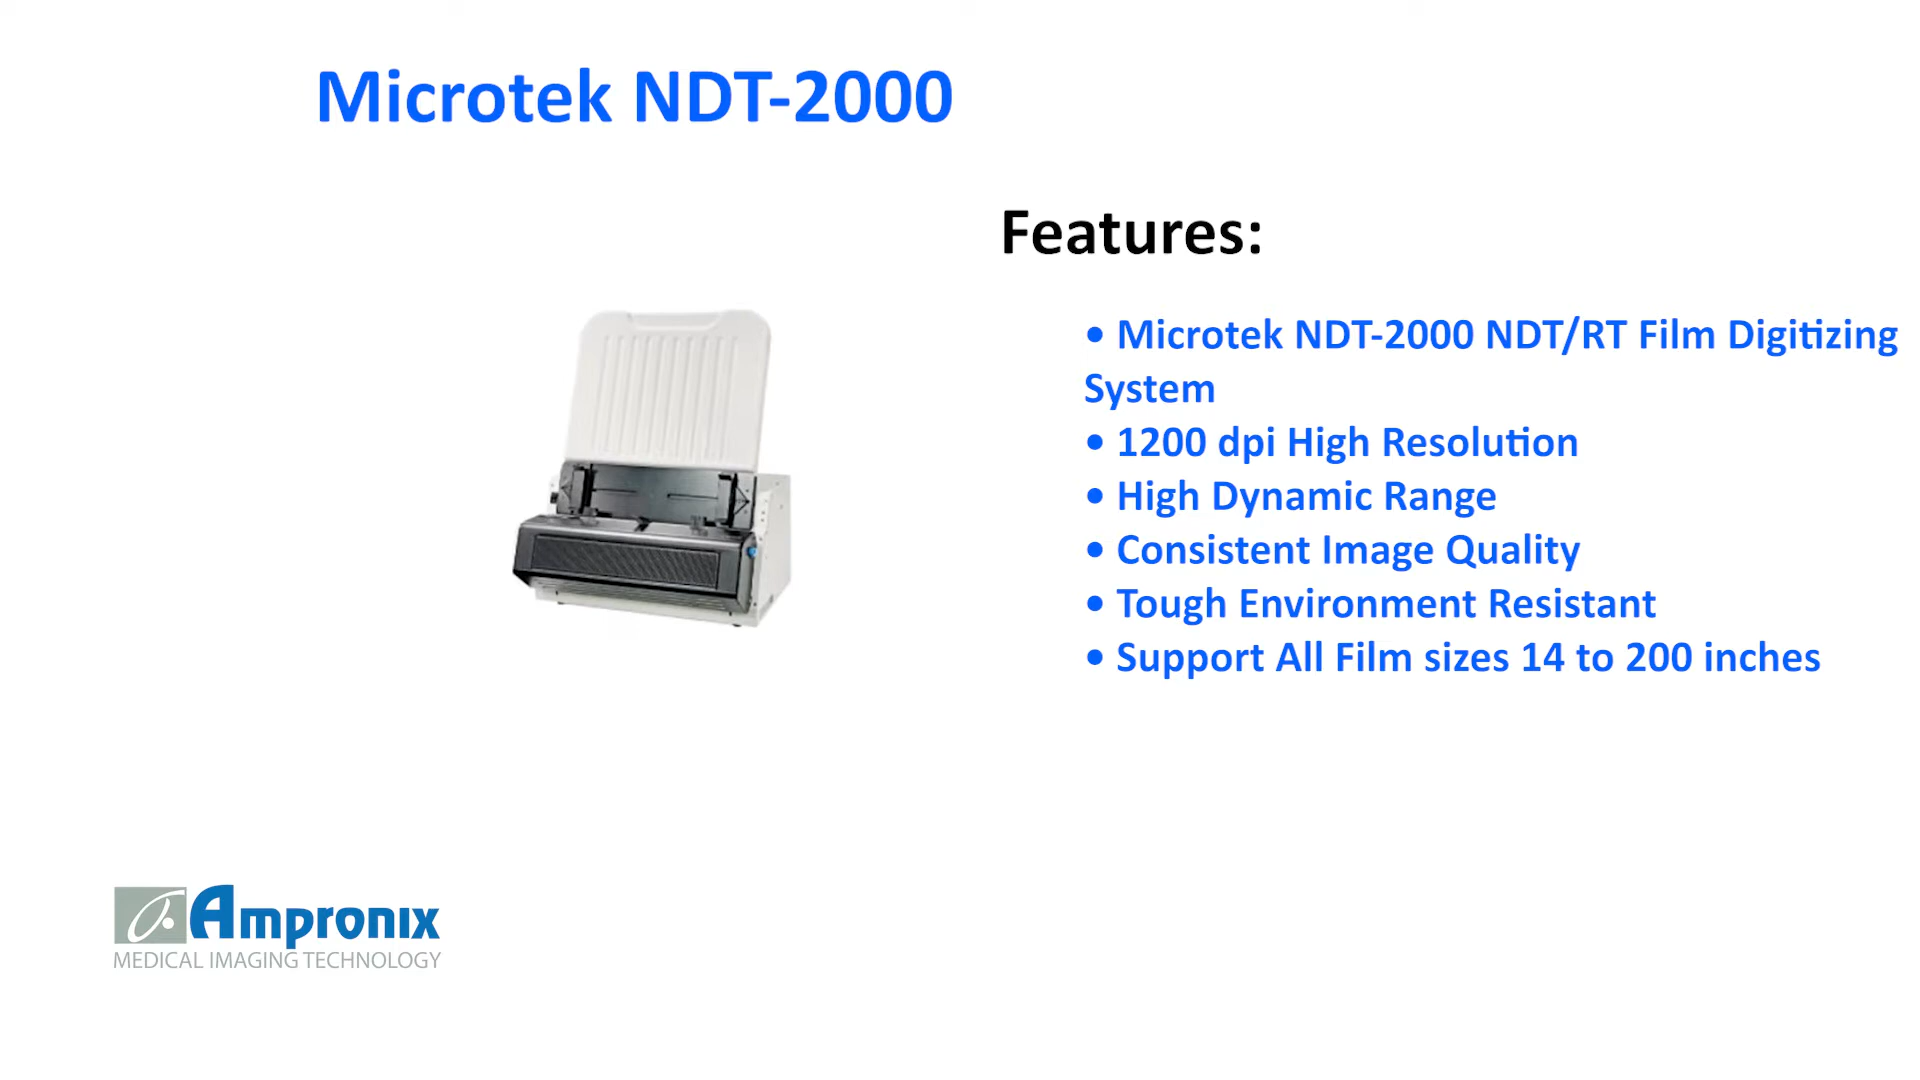 Microtek NDT-2000
Features:
• Microtek NDT-2000 NDT/RT Film Digitizing
System
• 1200 dpi High Resolution
• High Dynamic Range
• Consistent Image Quality
• Tough Environment Resistant
• Support All Film sizes 14 to 200 inches
Ampronix
MEDICAL IMAGING TECHNOLOGY